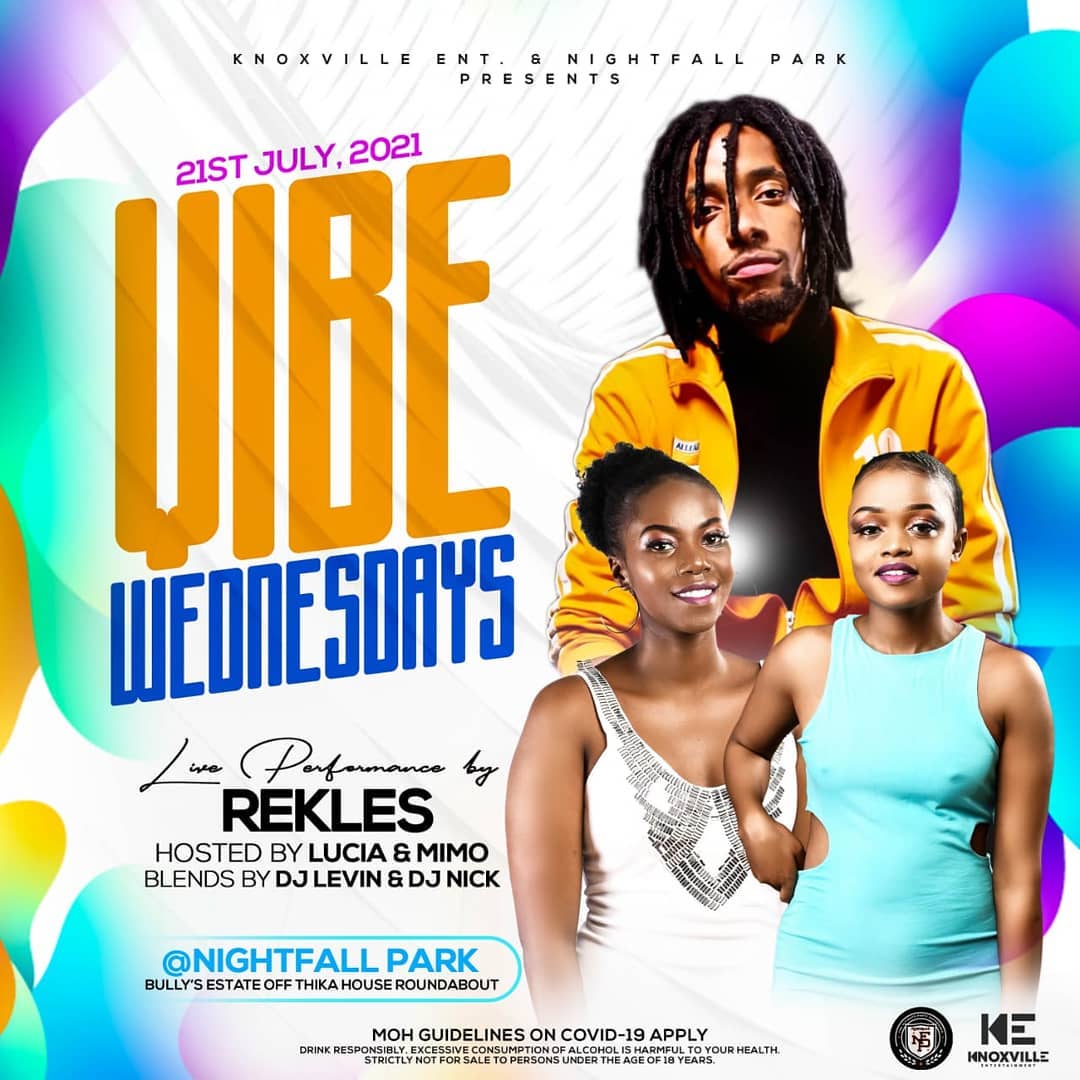 KNOXVILLE ENT. & NIGHTFALL PARK
PRESENTS
21ST JULY, 2021
VIBE
WEDNESDAYS
Live Performance by
REKLES
HOSTED BY LUCIA & MIMO
BLENDS BY DJ LEVIN & DJ NICK
@NIGHTFALL PARK
BULLY'S ESTATE OFF THIKA HOUSE ROUNDABOUT
MOH GUIDELINES ON COVID-19 APPLY
DRINK RESPONSIBLY. EXCESSIVE CONSUMPTION OF ALCOHOL IS HARMFUL TO YOUR HEALTH.
STRICTLY NOT FOR SALE TO PERSONS UNDER THE AGE OF 18 YEARS.
KE
KNOXVILLE
ENTERTAINMENT